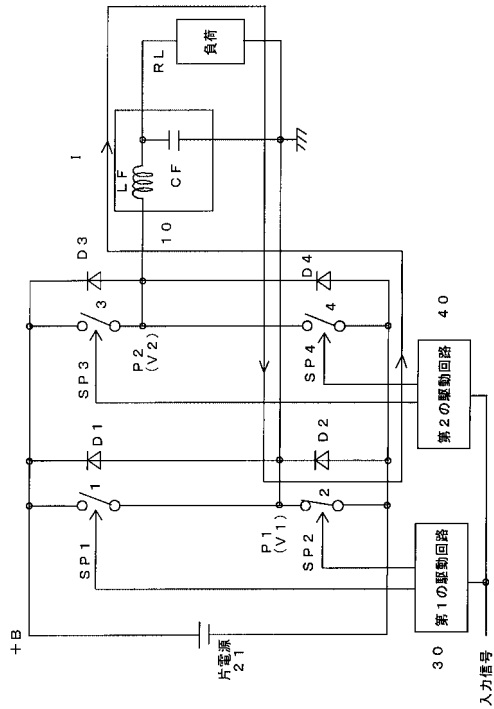 +B
片電源
21
SP1
1
D1
P1
(V1)
SP2
2
D2
第1の駆動回路
30
入力信号
SP3
3
D3
P2
(V2)
SP4
4
D4
第2の駆動回路
40
10
I
LF
CF
RL
負荷